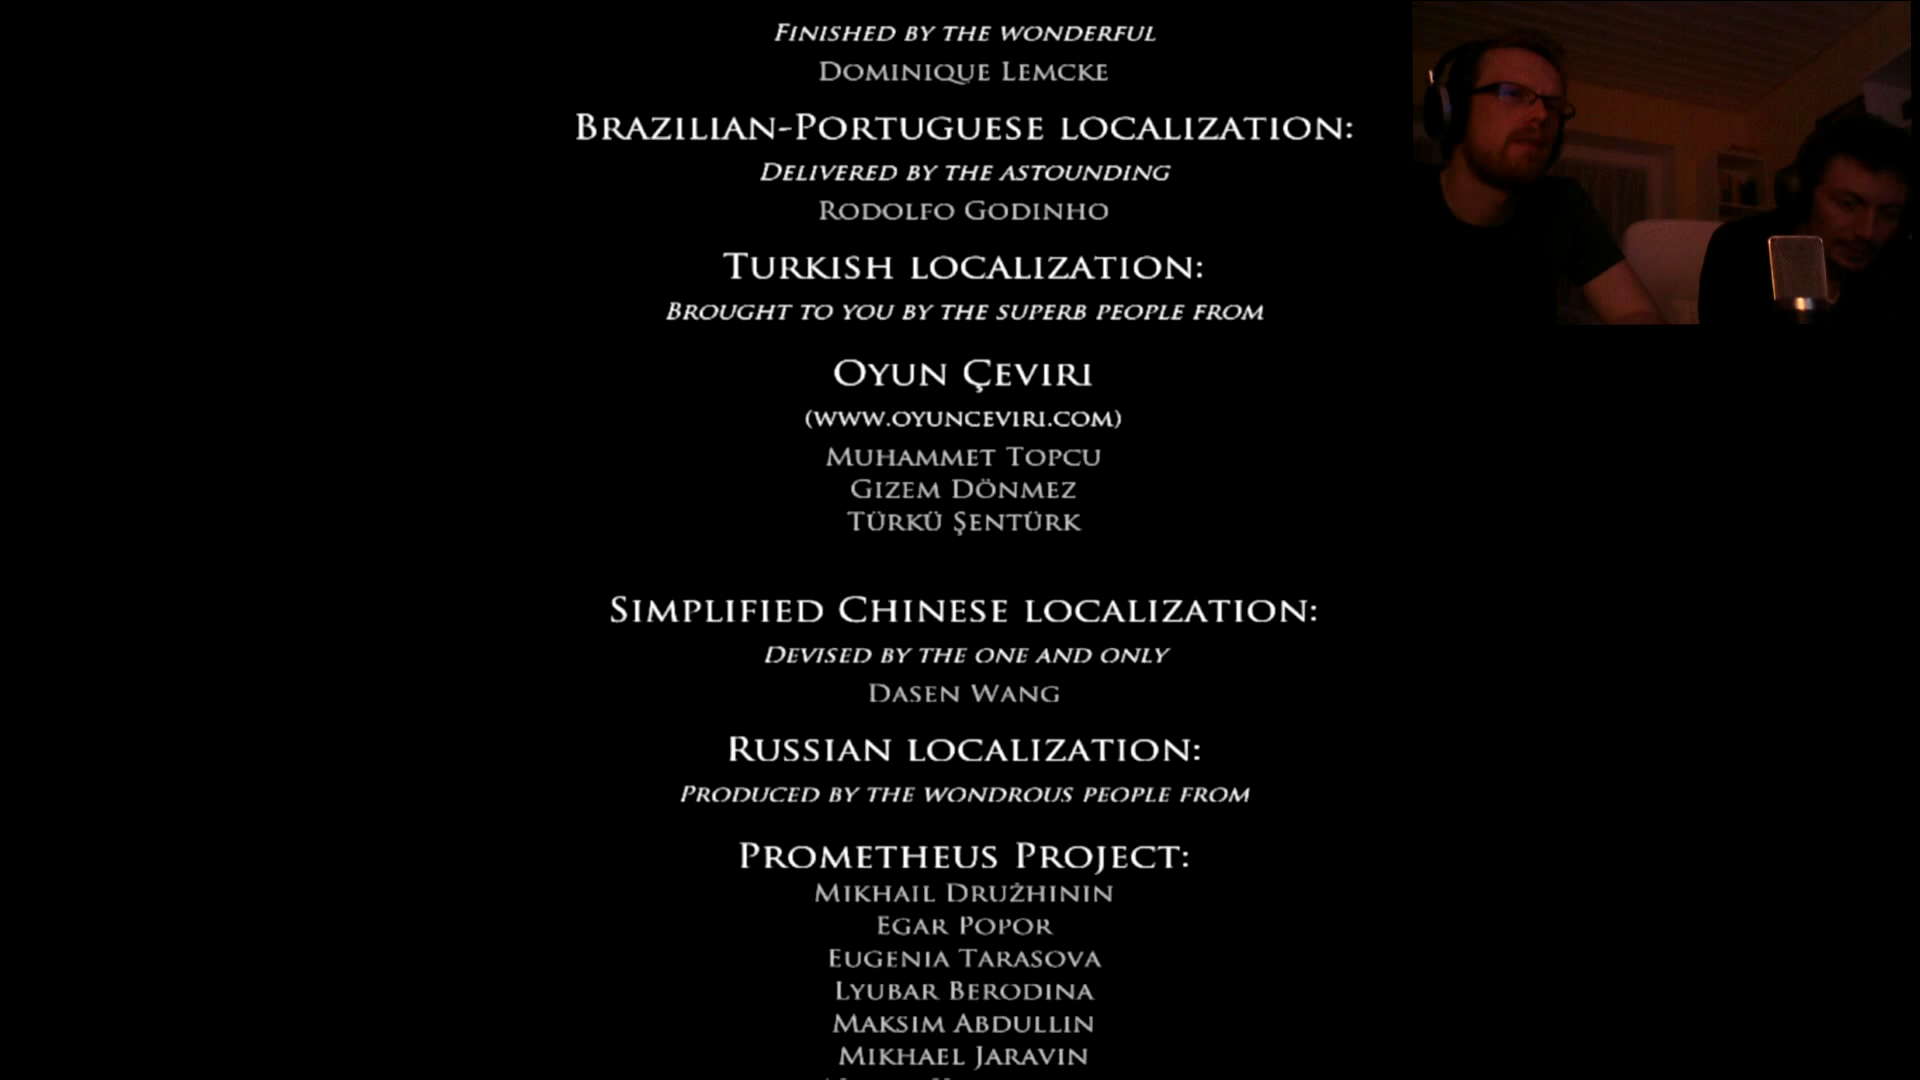 Finished by the wonderful
Dominique Lemcke
Brazilian-Portuguese localization:
Delivered by the astounding
Rodolfo Godinho
Turkish localization:
Brought to you by the superb people from
Oyun Çeviri
(www.oyunceviri.com)
Muhammet Topcu
Gizem Dönmez
Türkü Şentürk
Simplified Chinese localization:
Devised by the one and only
Dasen Wang
Russian localization:
Produced by the wondrous people from
Prometheus Project:
Mikhail Drużhinin
Egar Popor
Eugenia Tarasova
Lyubar Berodina
Maksim Abdullin
Mikhael Jaravin